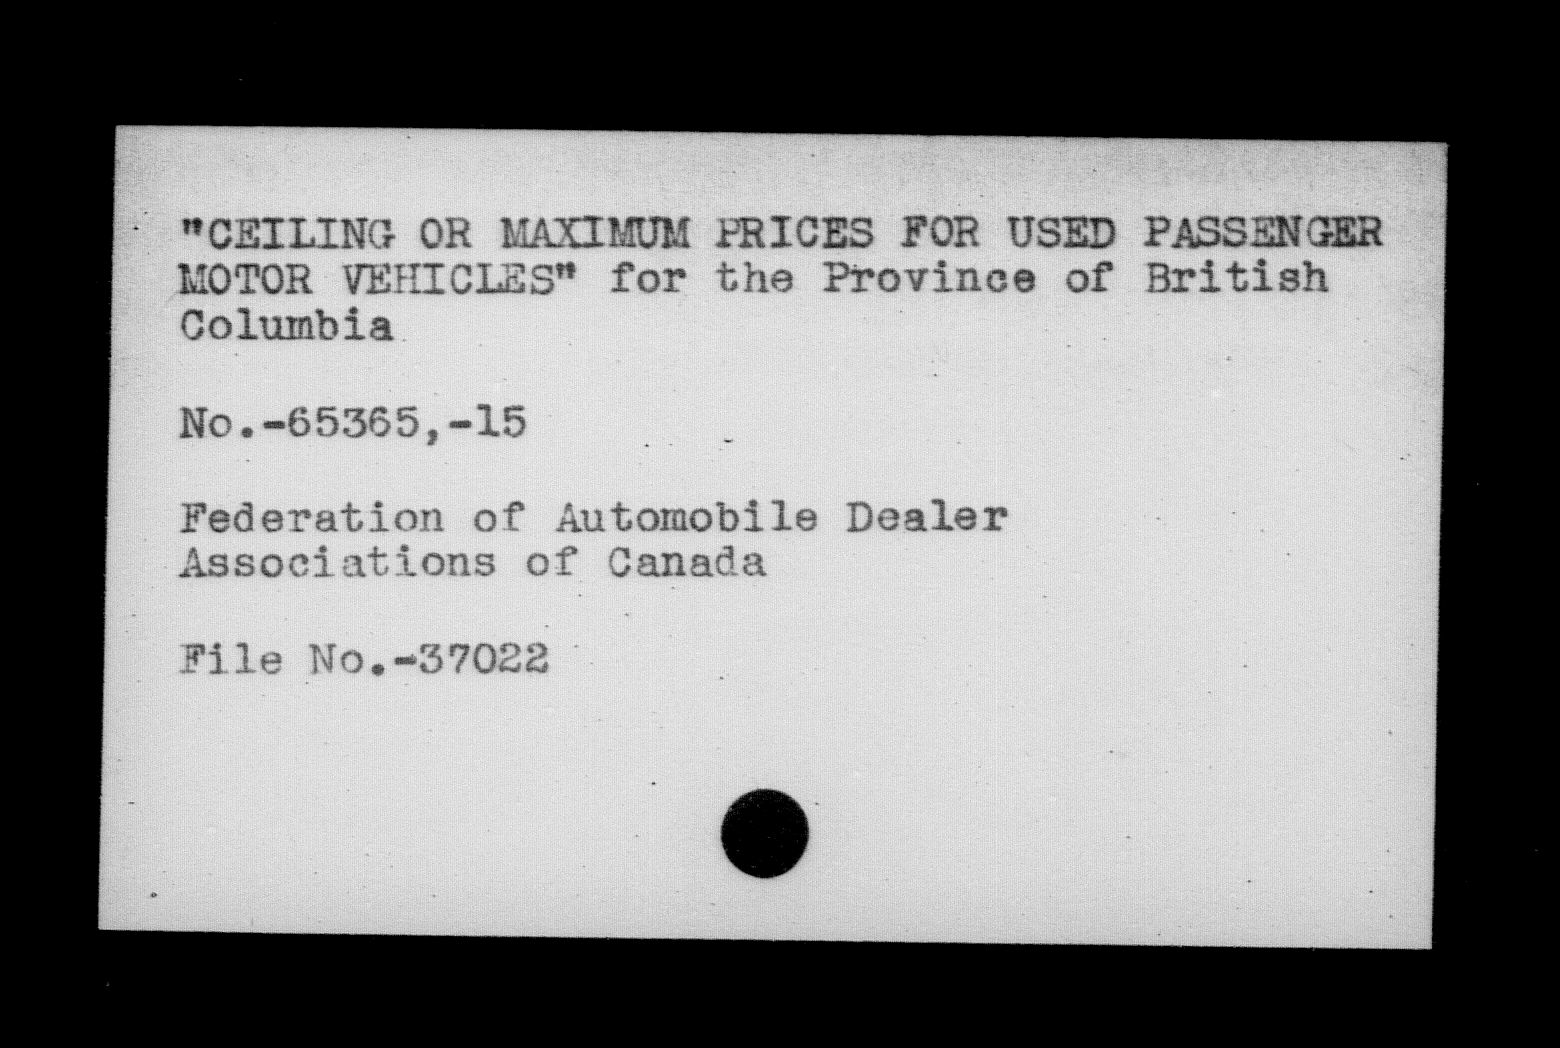 "CEILING OR MAXIMUM PRICES FOR USED PASSENGER
MOTOR VEHICLES" for the Province of British
Columbia
No.-65365,-15
Federation of Automobile Dealer
Associations of Canada
File No.-37022